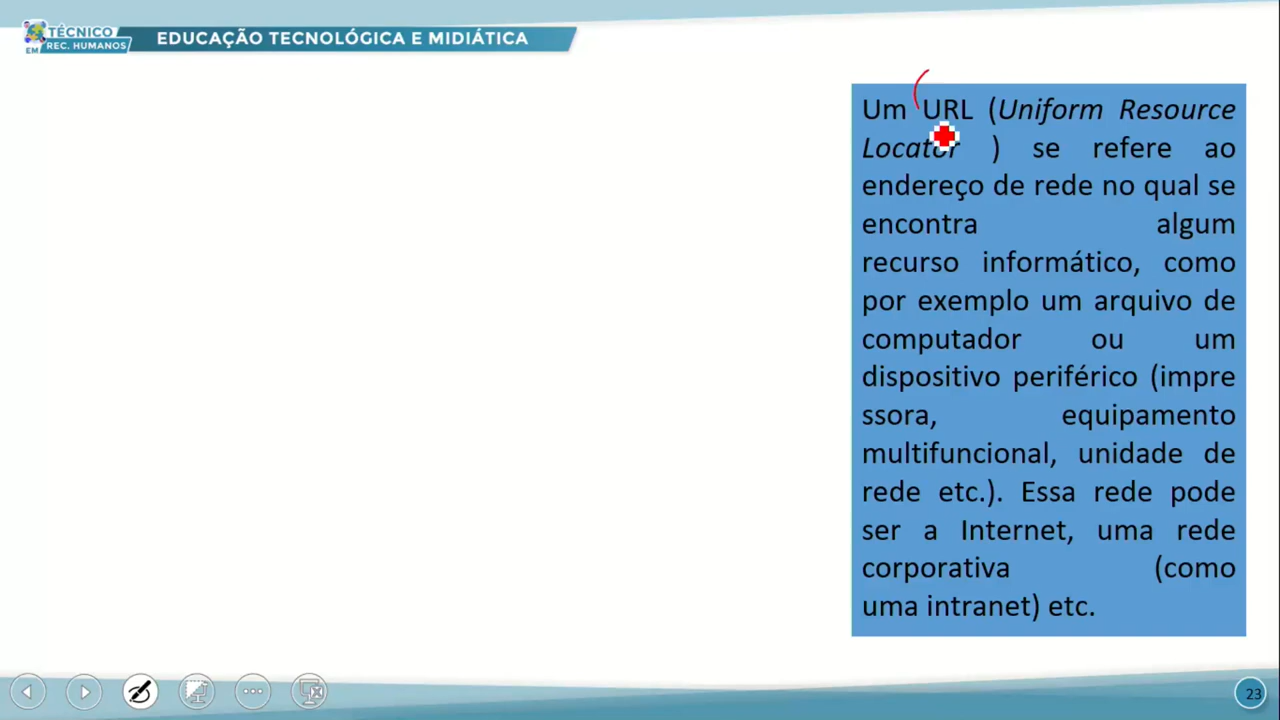 TÉCNICO
EM REC. HUMANOS
EDUCAÇÃO TECNOLÓGICA E MIDIÁTICA
Um URL (Uniform Resource
Locator ) se refere ao
endereço de rede no qual se
encontra algum
recurso informático, como
por exemplo um arquivo de
computador ou um
dispositivo periférico (impre
ssora, equipamento
multifuncional, unidade de
rede etc.). Essa rede pode
ser a Internet, uma rede
corporativa (como
uma intranet) etc.
23